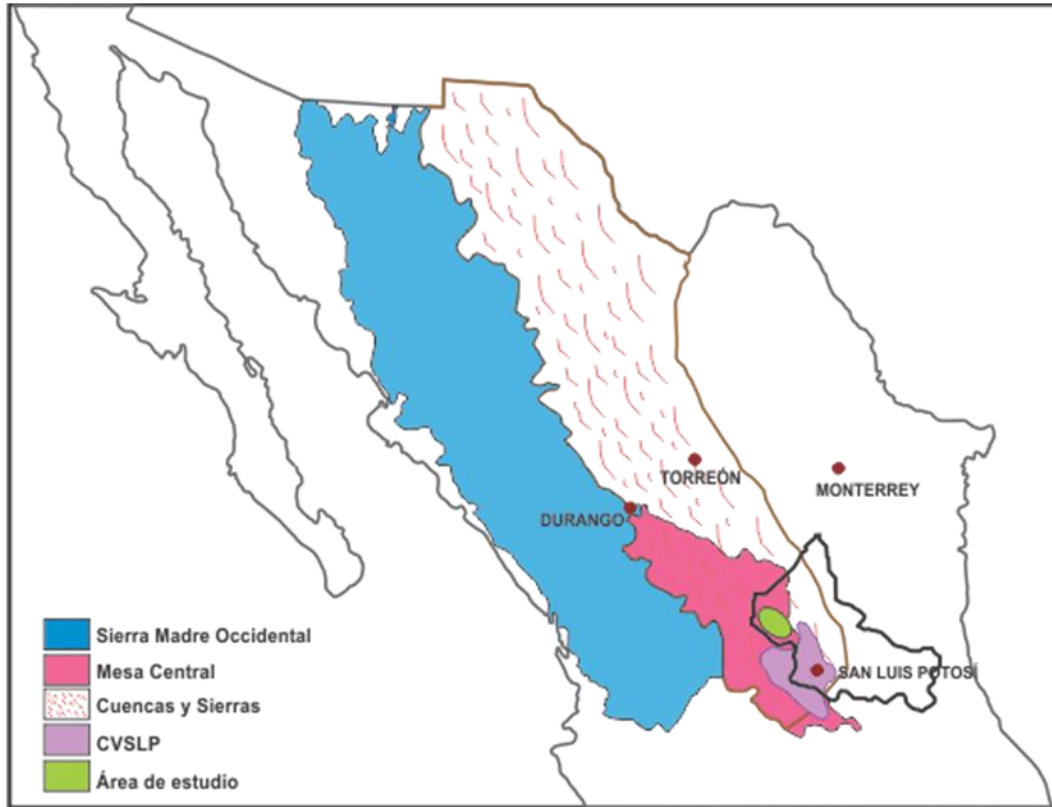 TORREÓN
MONTERREY
DURANGO
SAN LUIS POTOSÍ
Sierra Madre Occidental
Mesa Central
Cuencas y Sierras
CVSLP
Área de estudio